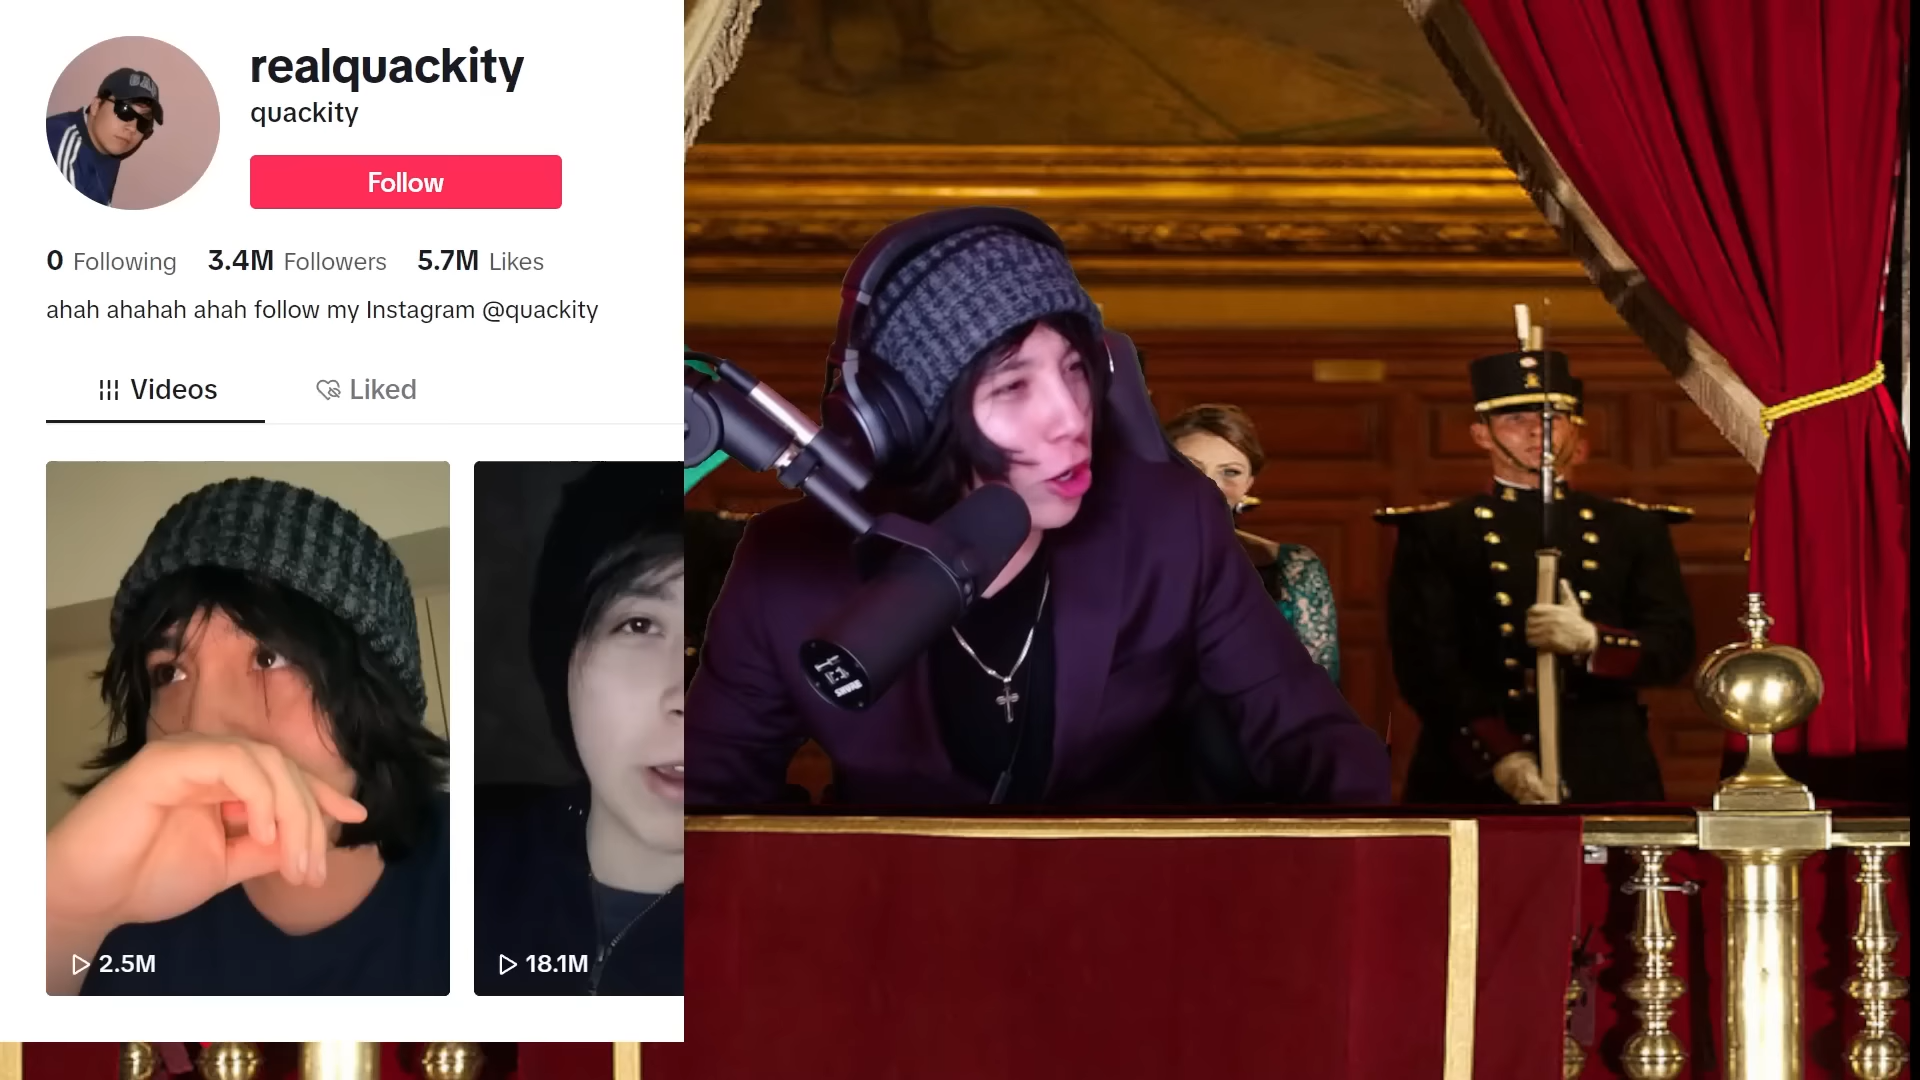 realquackity
quackity
Follow
0 Following 3.4M Followers 5.7M Likes
ahah ahahah ahah follow my Instagram @quackity
Videos Liked
2.5M 18.1M
SHURE